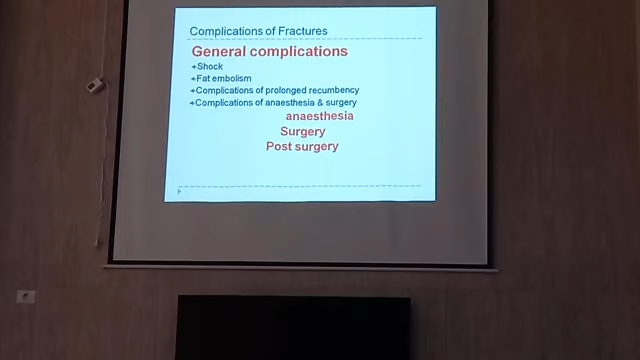 Complications of Fractures
General complications
+Shock
+Fat embolism
+Complications of prolonged recumbency
+Complications of anaesthesia & surgery
anaesthesia
Surgery
Post surgery